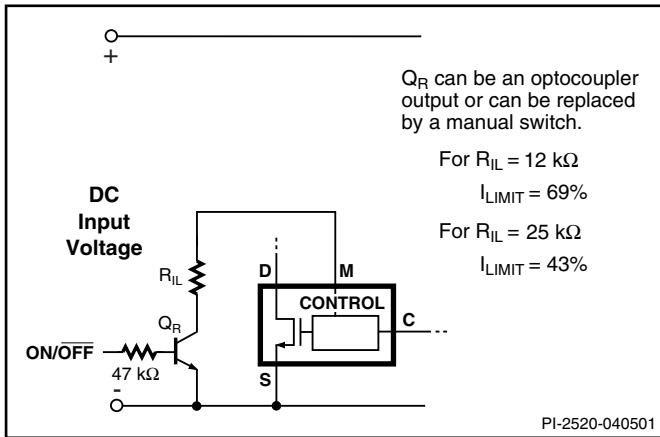 +
Q_R can be an optocoupler
output or can be replaced
by a manual switch.
For R_IL = 12 kΩ
I_LIMIT = 69%
For R_IL = 25 kΩ
I_LIMIT = 43%
DC
Input
Voltage
R_IL
D
M
CONTROL
C
Q_R
ON/OFF
47 kΩ
S
-
PI-2520-040501